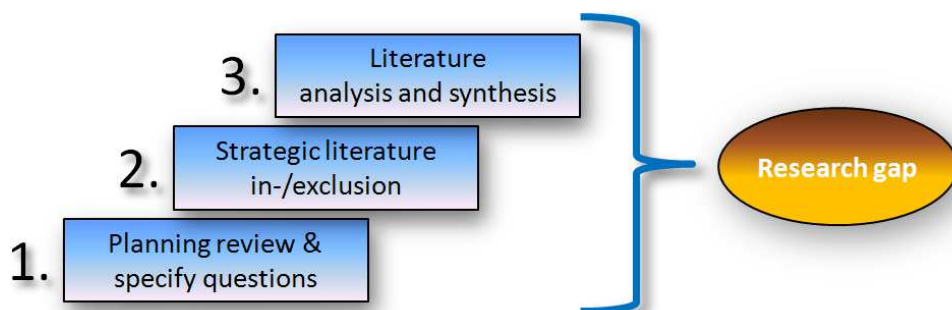 3.
Literature
analysis and synthesis
2.
Strategic literature
in-/exclusion
1.
Planning review &
specify questions
Research gap